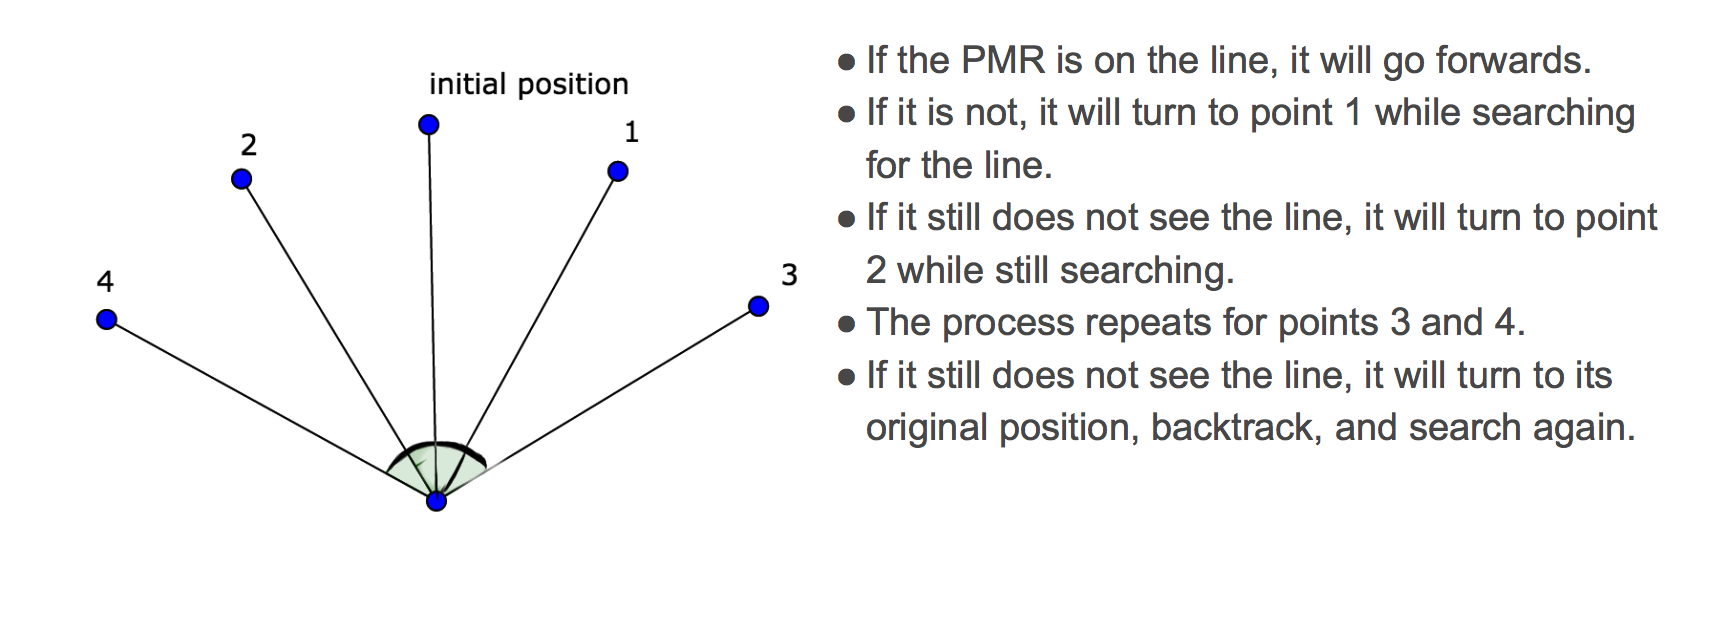 initial position
2
1
4
3
● If the PMR is on the line, it will go forwards.
● If it is not, it will turn to point 1 while searching
for the line.
● If it still does not see the line, it will turn to point
2 while still searching.
● The process repeats for points 3 and 4.
● If it still does not see the line, it will turn to its
original position, backtrack, and search again.